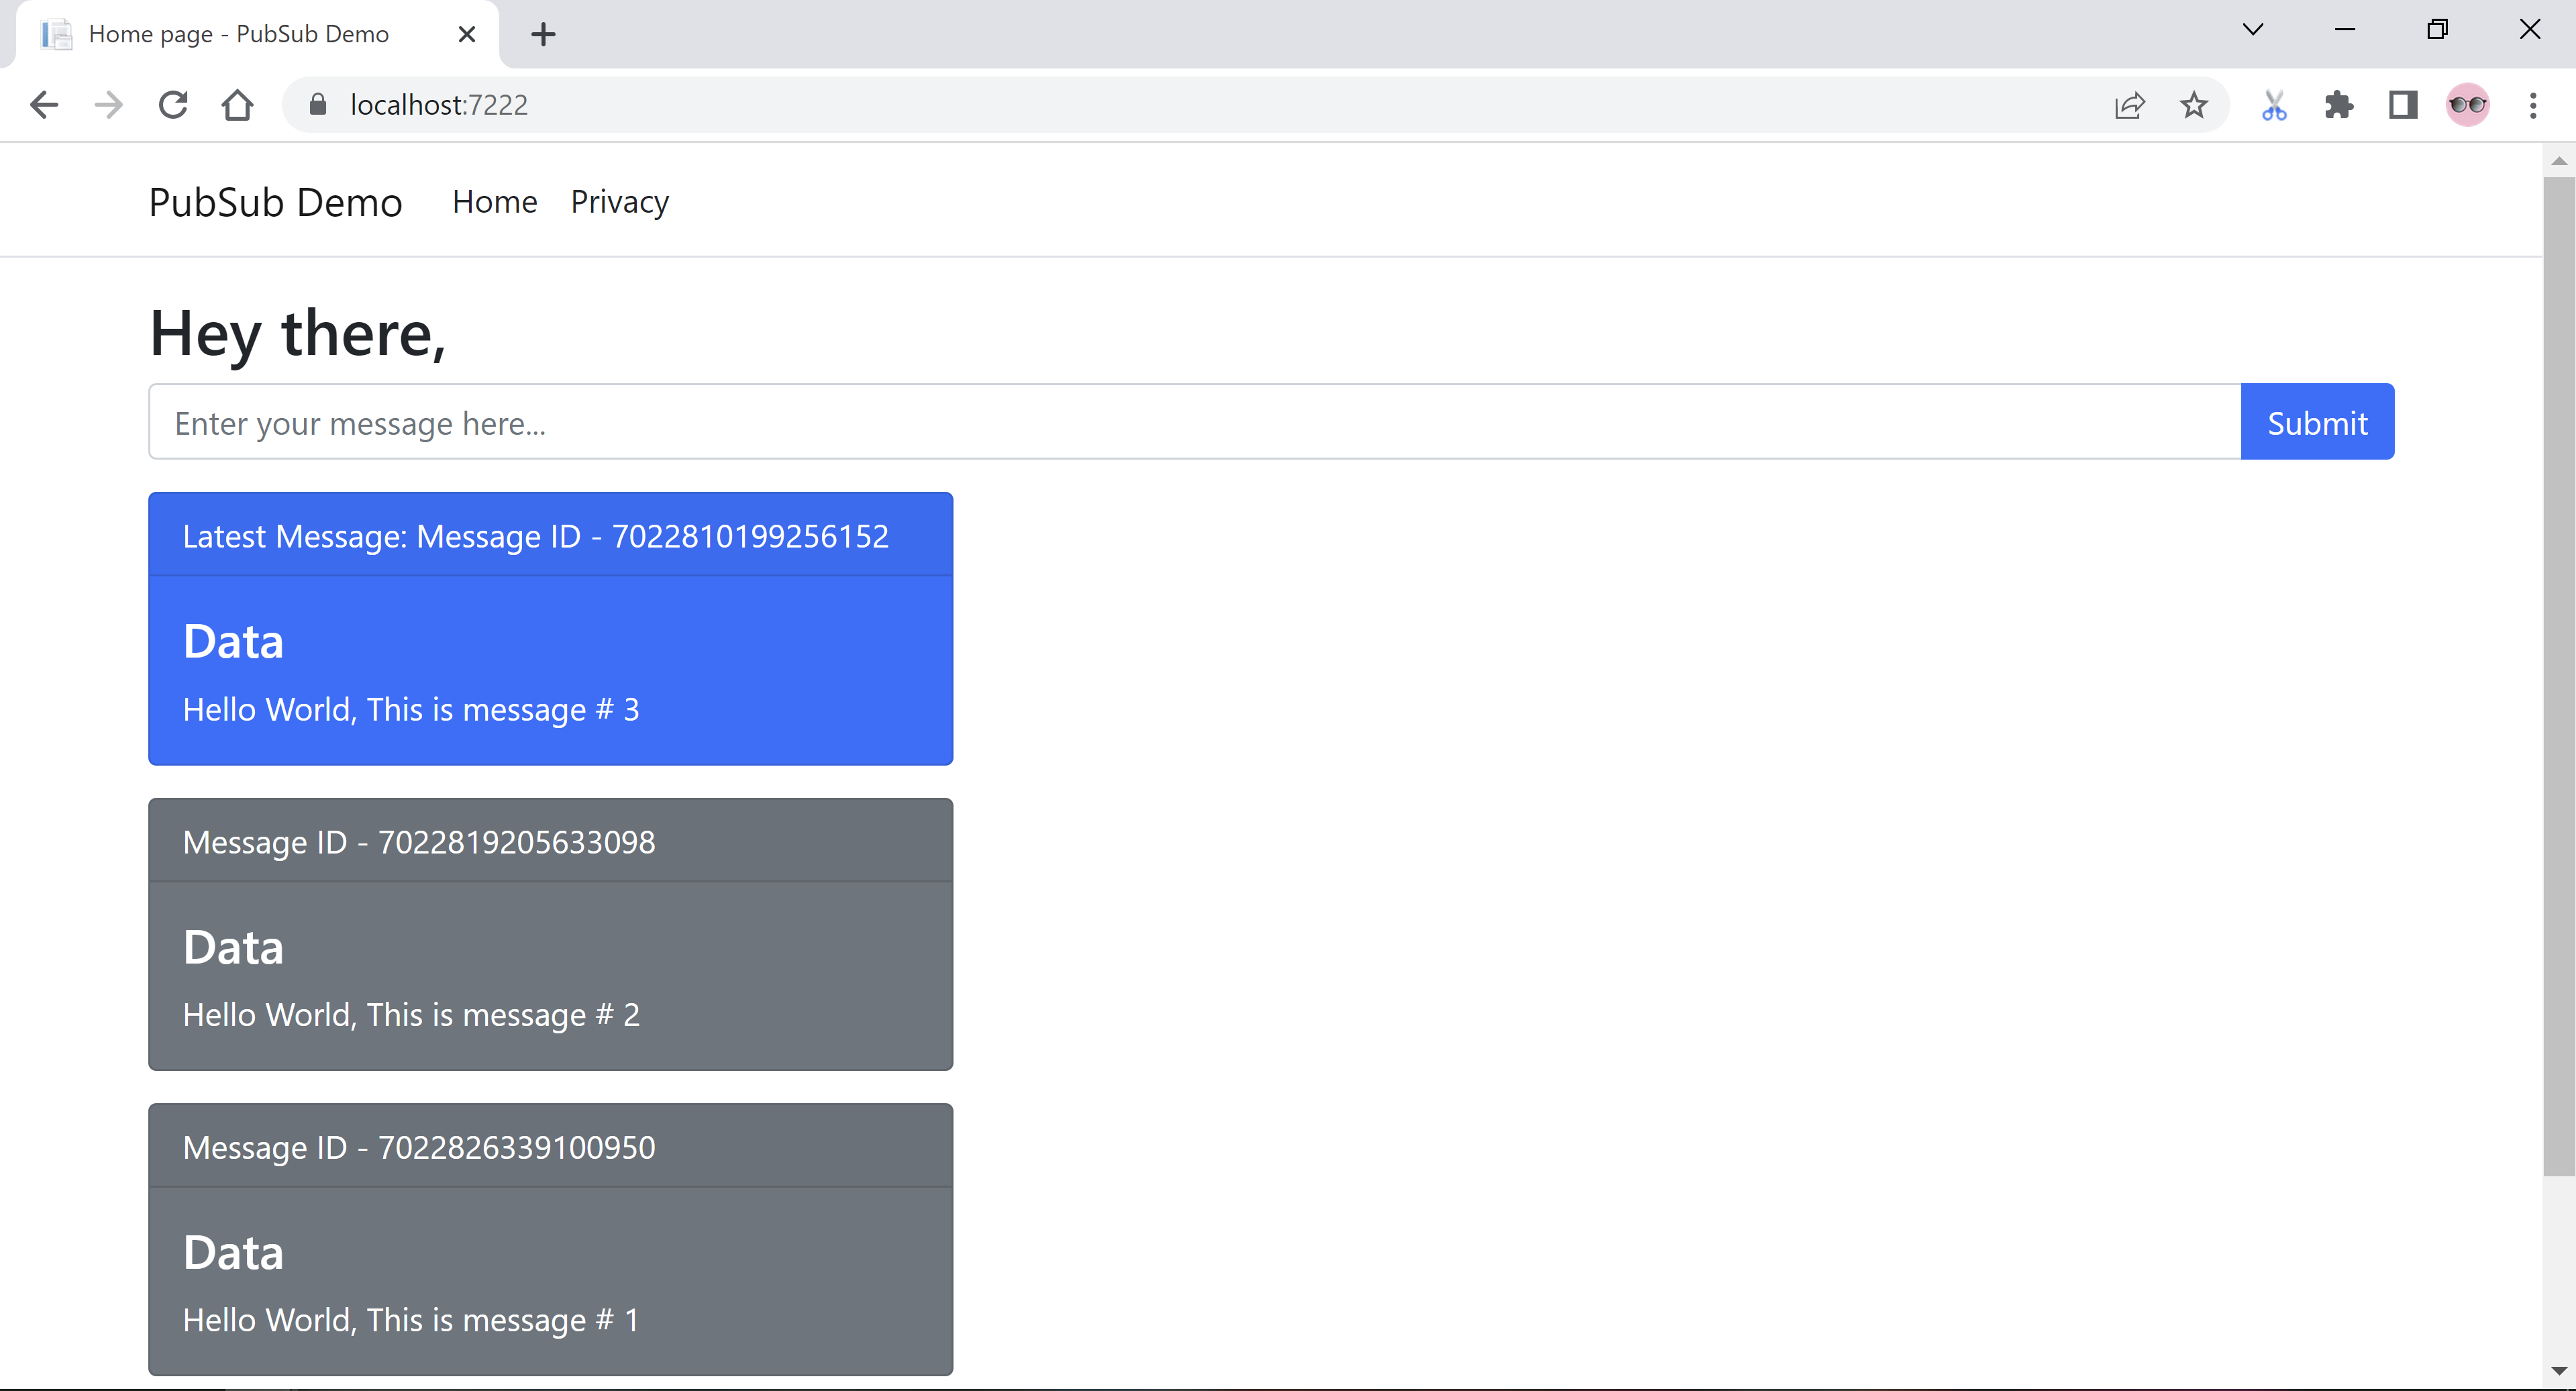 Home page - PubSub Demo
localhost:7222
PubSub Demo Home Privacy
Hey there,
Enter your message here...
Submit
Latest Message: Message ID - 7022810199256152
Data
Hello World, This is message # 3
Message ID - 7022819205633098
Data
Hello World, This is message # 2
Message ID - 7022826339100950
Data
Hello World, This is message # 1